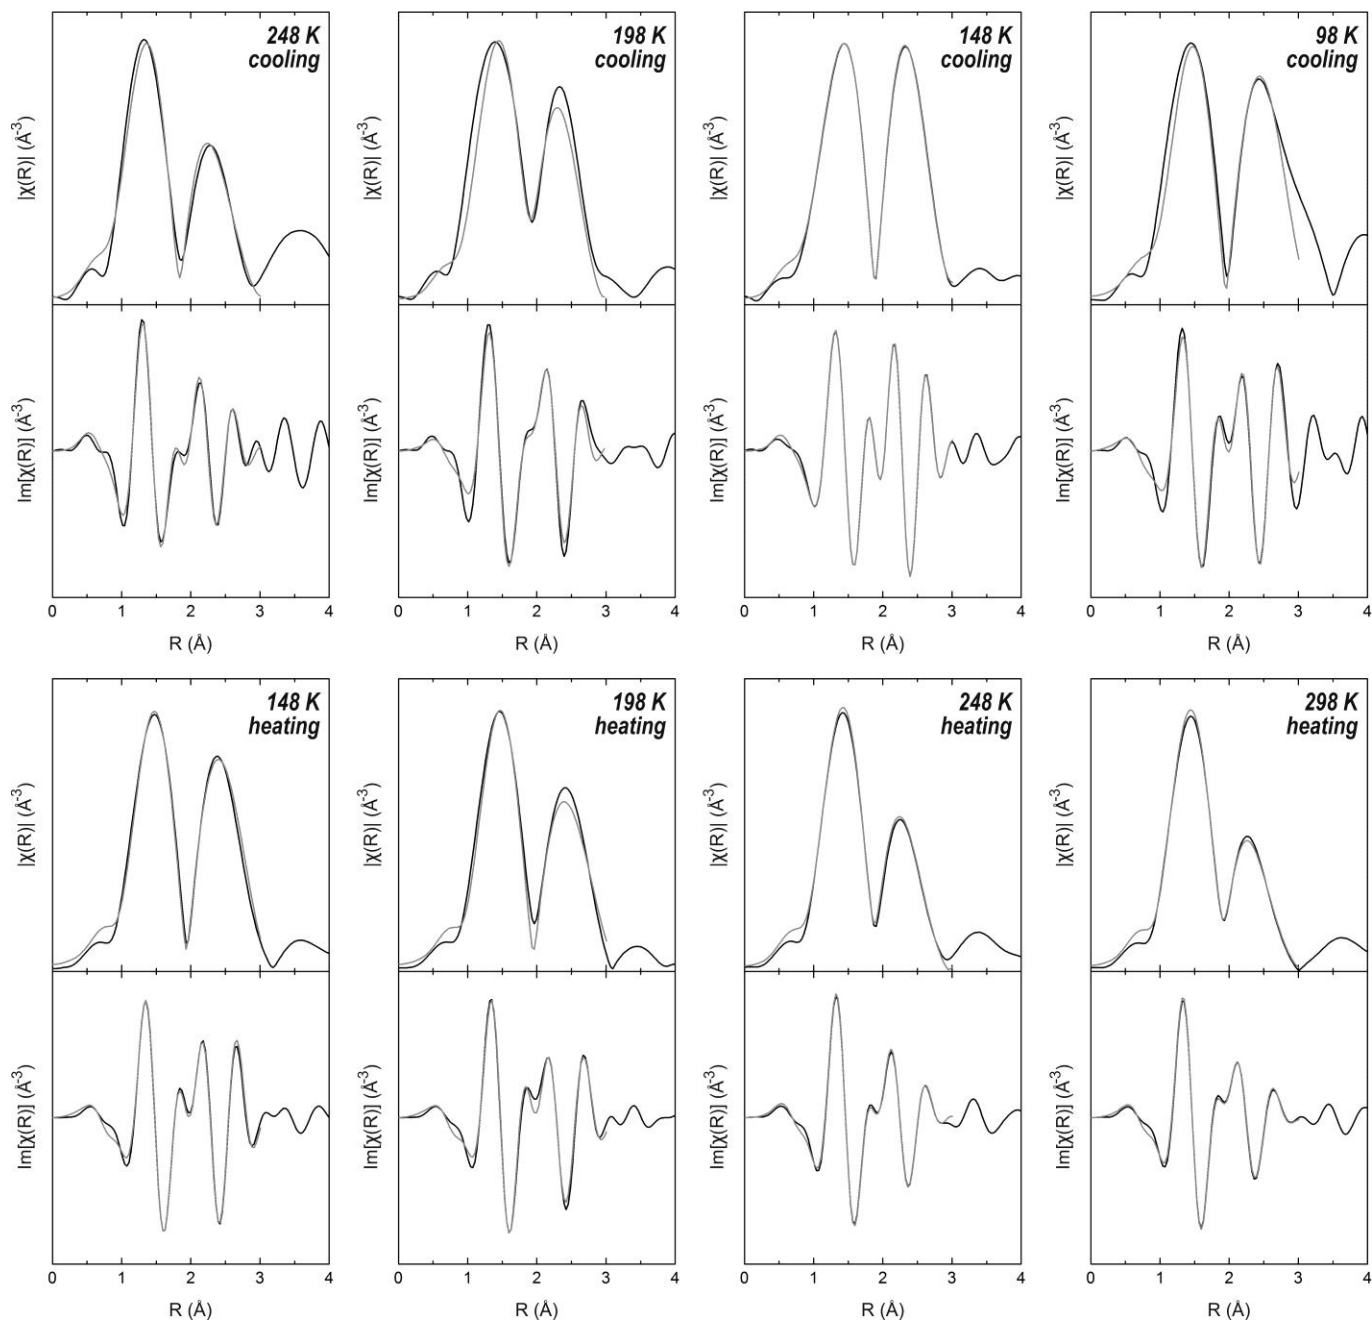 248 K
cooling
|χ(R)| (Å⁻³)
Im[χ(R)] (Å⁻³)
0 1 2 3 4
R (Å)
198 K
cooling
|χ(R)| (Å⁻³)
Im[χ(R)] (Å⁻³)
0 1 2 3 4
R (Å)
148 K
cooling
|χ(R)| (Å⁻³)
Im[χ(R)] (Å⁻³)
0 1 2 3 4
R (Å)
98 K
cooling
|χ(R)| (Å⁻³)
Im[χ(R)] (Å⁻³)
0 1 2 3 4
R (Å)
148 K
heating
|χ(R)| (Å⁻³)
Im[χ(R)] (Å⁻³)
0 1 2 3 4
R (Å)
198 K
heating
|χ(R)| (Å⁻³)
Im[χ(R)] (Å⁻³)
0 1 2 3 4
R (Å)
248 K
heating
|χ(R)| (Å⁻³)
Im[χ(R)] (Å⁻³)
0 1 2 3 4
R (Å)
298 K
heating
|χ(R)| (Å⁻³)
Im[χ(R)] (Å⁻³)
0 1 2 3 4
R (Å)